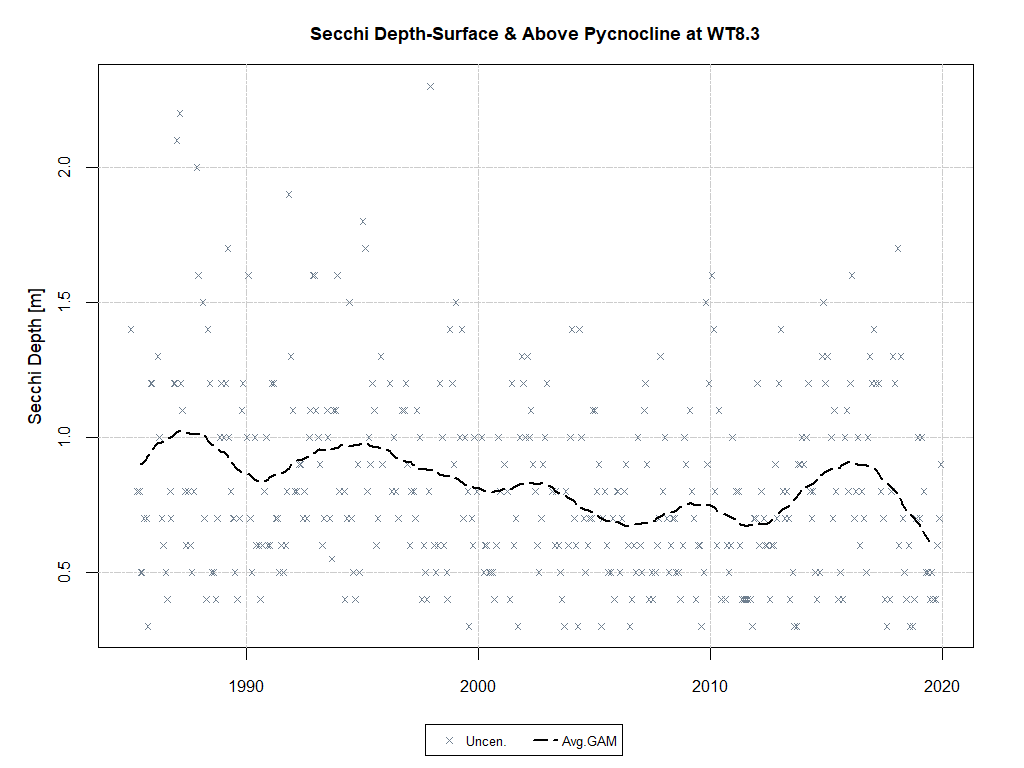 Secchi Depth-Surface & Above Pycnocline at WT8.3
Secchi Depth [m]
2.0
1.5
1.0
0.5
1990 2000 2010 2020
Uncen. Avg.GAM